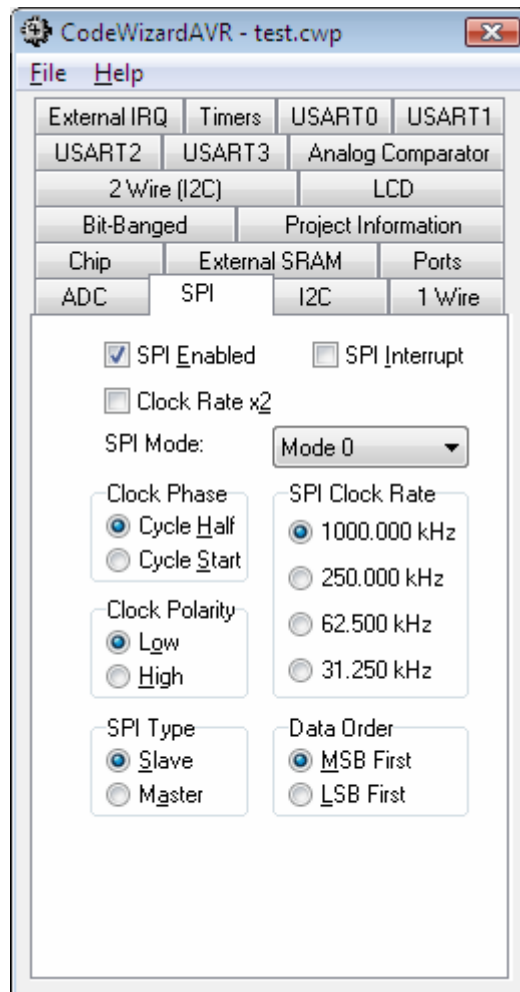 CodeWizardAVR - test.cwp
File Help
External IRQ Timers USART0 USART1
USART2 USART3 Analog Comparator
2 Wire (I2C) LCD
Bit-Banged Project Information
Chip External SRAM Ports
ADC SPI I2C 1 Wire
SPI Enabled SPI Interrupt
Clock Rate x2
SPI Mode: Mode 0
Clock Phase
Cycle Half
Cycle Start
SPI Clock Rate
1000.000 kHz
250.000 kHz
62.500 kHz
31.250 kHz
Clock Polarity
Low
High
SPI Type
Slave
Master
Data Order
MSB First
LSB First